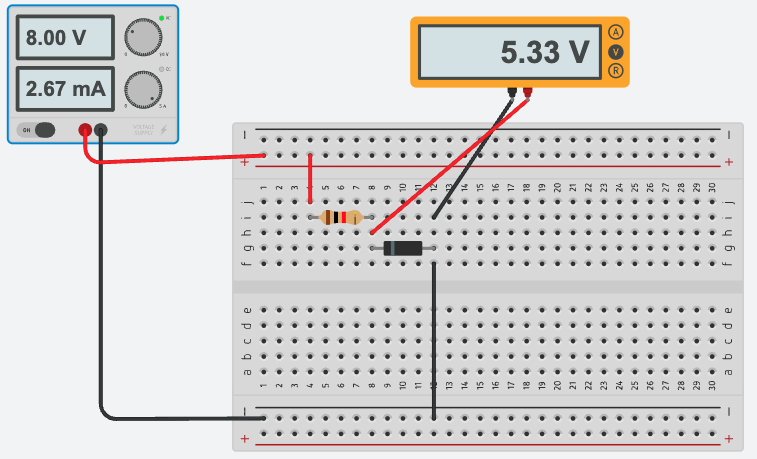 8.00 V
2.67 mA
ON
VOLTAGE
SUPPLY
5.33 V
A
V
R
1 2 3 4 5 6 7 8 9 10 11 12 13 14 15 16 17 18 19 20 21 22 23 24 25 26 27 28 29 30
j j
i i
h h
g g
f f
e e
d d
c c
b b
a a
1 2 3 4 5 6 7 8 9 10 11 12 13 14 15 16 17 18 19 20 21 22 23 24 25 26 27 28 29 30